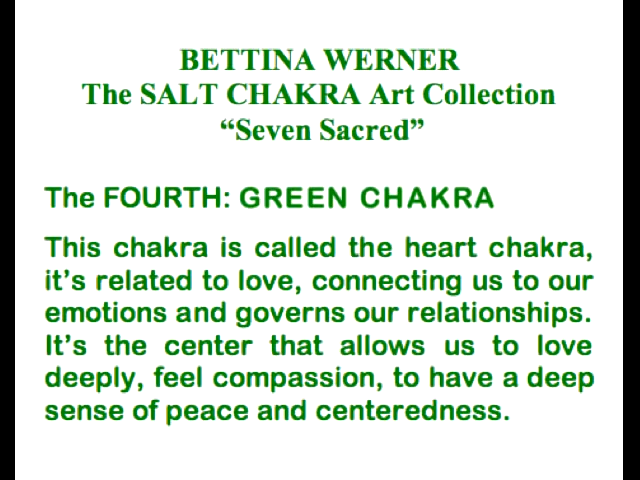 BETTINA WERNER
The SALT CHAKRA Art Collection
“Seven Sacred”
The FOURTH: GREEN CHAKRA
This chakra is called the heart chakra,
it’s related to love, connecting us to our
emotions and governs our relationships.
It’s the center that allows us to love
deeply, feel compassion, to have a deep
sense of peace and centeredness.